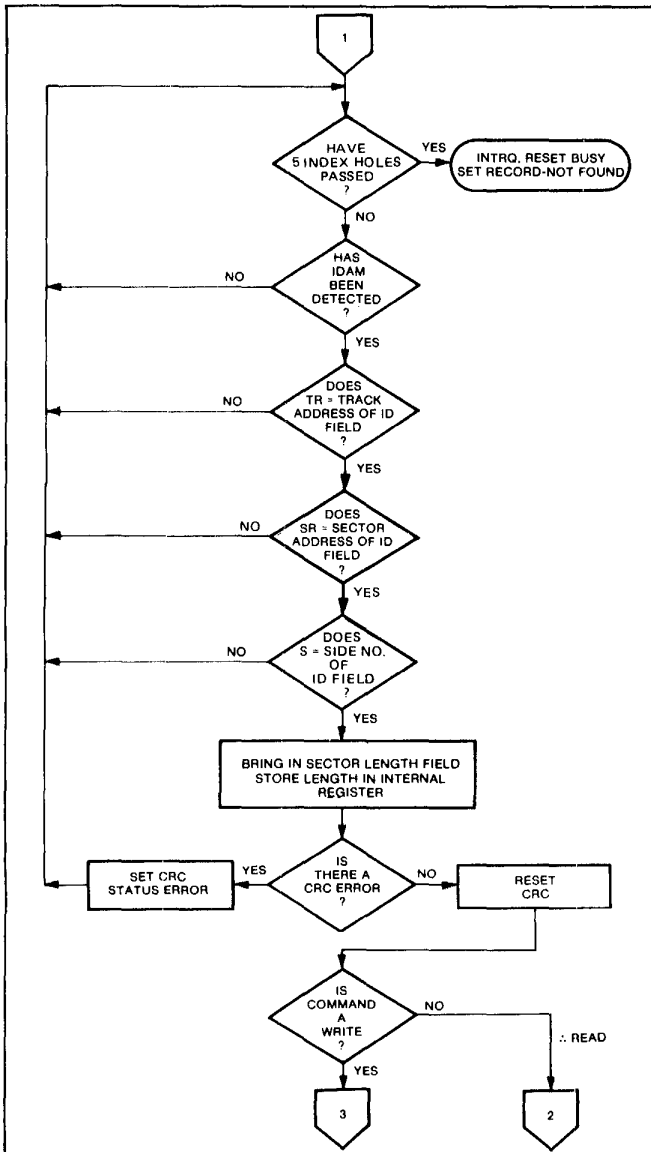 1
HAVE
5 INDEX HOLES
PASSED
?
YES
INTRQ, RESET BUSY
SET RECORD-NOT FOUND
NO
HAS
IDAM
BEEN
DETECTED
?
NO
YES
DOES
TR = TRACK
ADDRESS OF ID
FIELD
?
NO
YES
DOES
SR = SECTOR
ADDRESS OF ID
FIELD
?
NO
YES
DOES
S = SIDE NO.
OF
ID FIELD
?
NO
YES
BRING IN SECTOR LENGTH FIELD
STORE LENGTH IN INTERNAL
REGISTER
IS
THERE A
CRC ERROR
?
YES
SET CRC
STATUS ERROR
NO
RESET
CRC
IS
COMMAND
A
WRITE
?
NO
∴ READ
YES
3
2